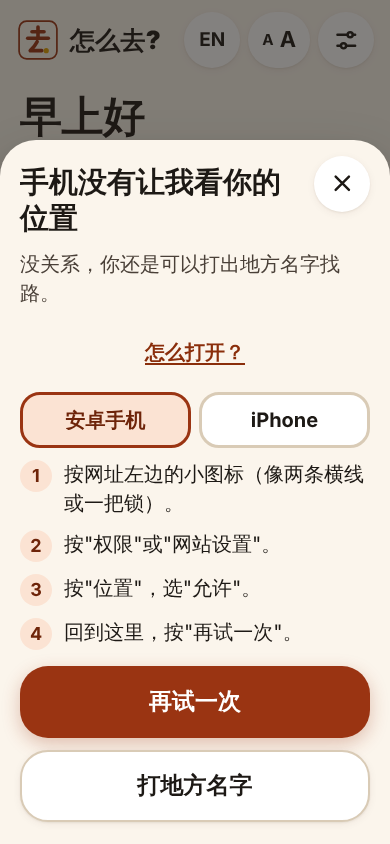 去
怎么去?
EN
A A
早上好
手机没有让我看你的
位置
没关系，你还是可以打出地方名字找
路。
怎么打开？
安卓手机
iPhone
1 按网址左边的小图标（像两条横线
或一把锁）。
2 按"权限"或"网站设置"。
3 按"位置"，选"允许"。
4 回到这里，按"再试一次"。
再试一次
打地方名字